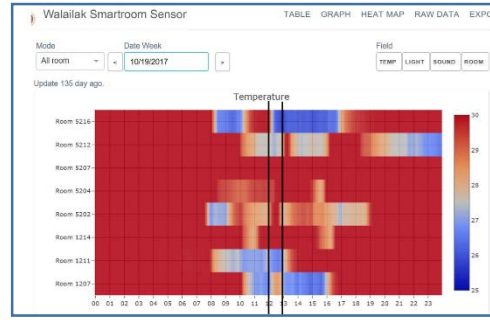 Walailak Smartroom Sensor TABLE GRAPH HEAT MAP RAW DATA EXPO
Mode Date Week Field
All room < 10/19/2017 > TEMP LIGHT SOUND ROOM
Update 135 day ago.
Temperature
Room 5216
Room 5212
Room 5207
Room 5204
Room 5202
Room 1214
Room 1211
Room 1207
00 01 02 03 04 05 06 07 08 09 10 11 12 13 14 15 16 17 18 19 20 21 22 23
30
29
28
27
26
25